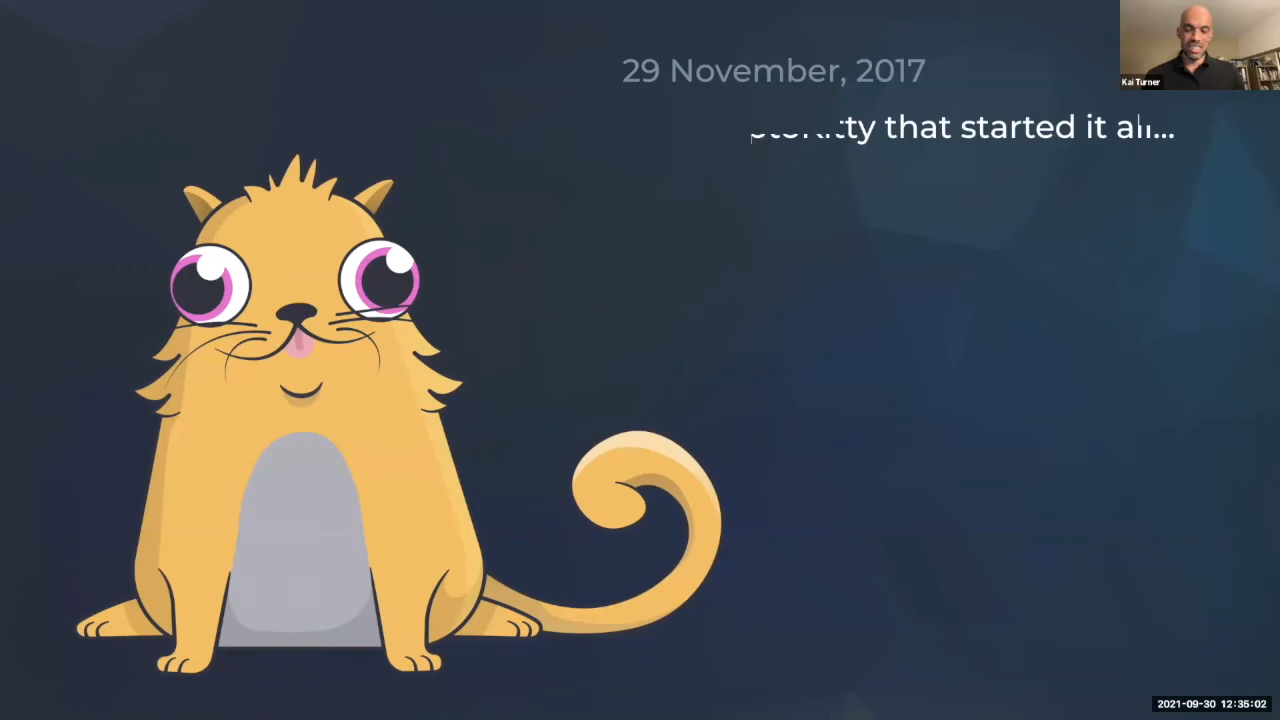 29 November, 2017
that started it all...
Kai Turner
2021-09-30 12:35:02